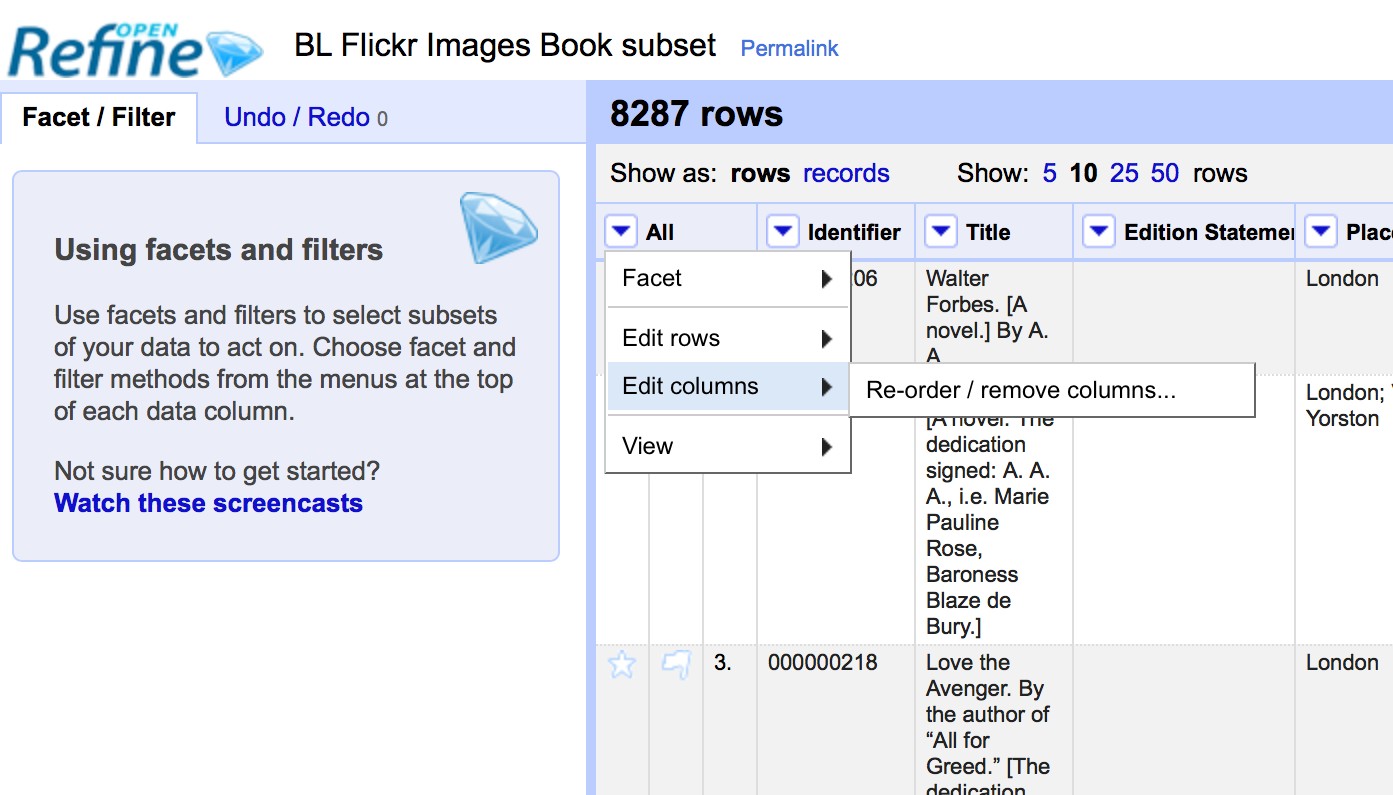 OPEN
Refine
BL Flickr Images Book subset Permalink
Facet / Filter
Undo / Redo 0
Using facets and filters
Use facets and filters to select subsets
of your data to act on. Choose facet and
filter methods from the menus at the top
of each data column.
Not sure how to get started?
Watch these screencasts
8287 rows
Show as: rows records Show: 5 10 25 50 rows
All
Identifier
Title
Edition Statemen
Place
Facet
Edit rows
Edit columns
View
Re-order / remove columns...
06
Walter
Forbes. [A
novel.] By A.
A
London
[A novel. The
dedication
signed: A. A.
A., i.e. Marie
Pauline
Rose,
Baroness
Blaze de
Bury.]
London;
Yorston
3.
000000218
Love the
Avenger. By
the author of
“All for
Greed.” [The
dedication
London